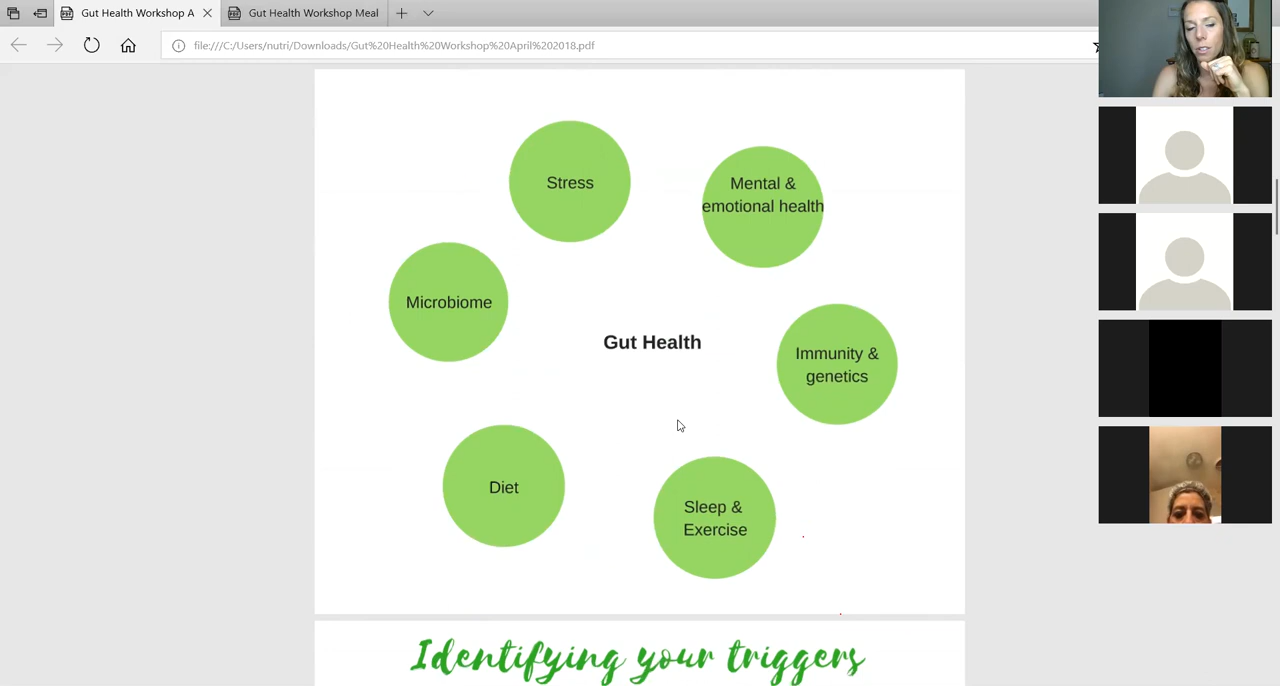 Gut Health Workshop A
Gut Health Workshop Meal
file:///C:/Users/nutri/Downloads/Gut%20Health%20Workshop%20April%202018.pdf
Stress
Mental &
emotional health
Microbiome
Gut Health
Immunity &
genetics
Diet
Sleep &
Exercise
Identifying your triggers